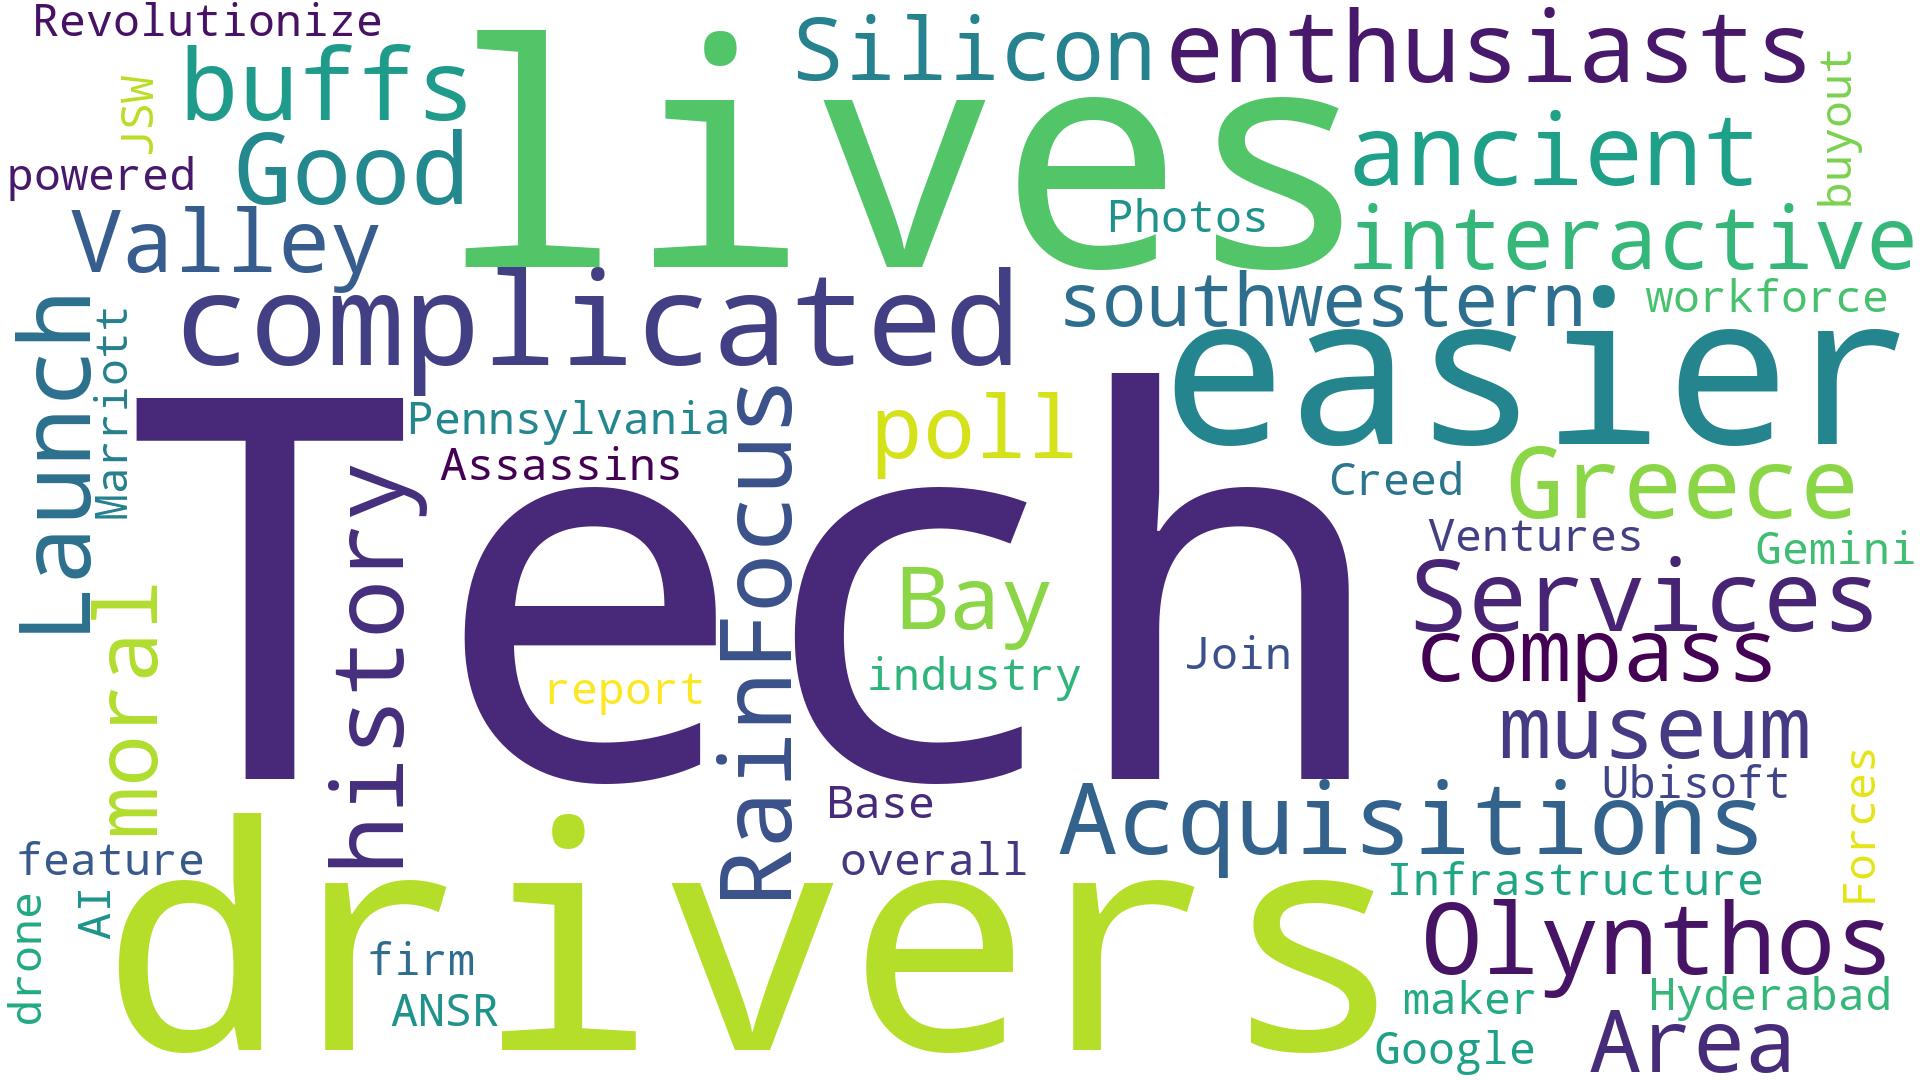 Revolutionize
lives
Silicon
enthusiasts
buffs
JSW
buyout
Good
ancient
powered
Valley
Photos
interactive
complicated
southwestern
workforce
easier
Launch
Marriott
Tech
Pennsylvania
poll
Assassins
RainFocus
history
Creed
Greece
Ventures
Gemini
Bay
Services
moral
compass
Join
industry
report
museum
Ubisoft
Forces
Base
Acquisitions
drivers
feature
overall
Infrastructure
AI
drone
Olynthos
firm
maker
Hyderabad
ANSR
Google
Area